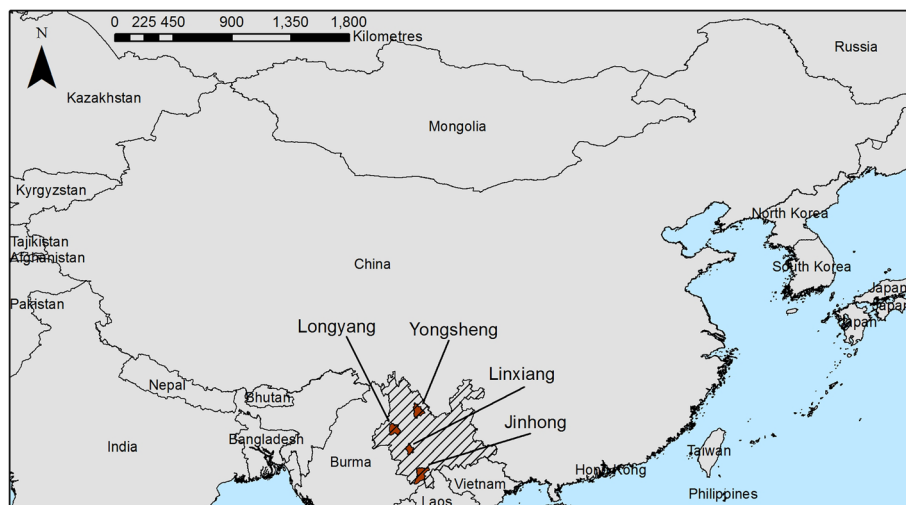 0 225 450 900 1,350 1,800
Kilometres
N
Russia
Kazakhstan
Mongolia
Kyrgyzstan
North Korea
Tajikistan
Afghanistan
China
South Korea
Japan
Pakistan
Japan
Japan
Longyang
Yongsheng
Linxiang
Nepal
Bhutan
Jinhong
Bangladesh
India
Burma
Taiwan
Hong Kong
Vietnam
Laos
Philippines